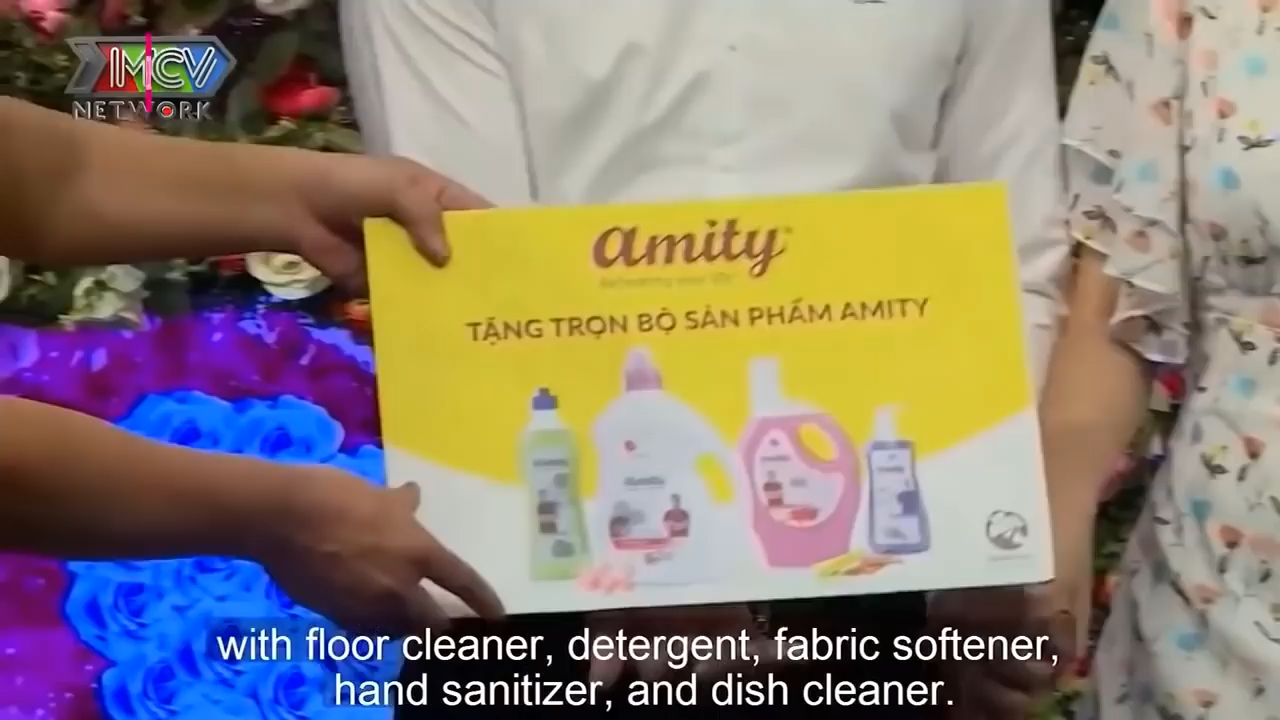 MCV
NETWORK
amity
TẶNG TRỌN BỘ SẢN PHẨM AMITY
with floor cleaner, detergent, fabric softener,
hand sanitizer, and dish cleaner.